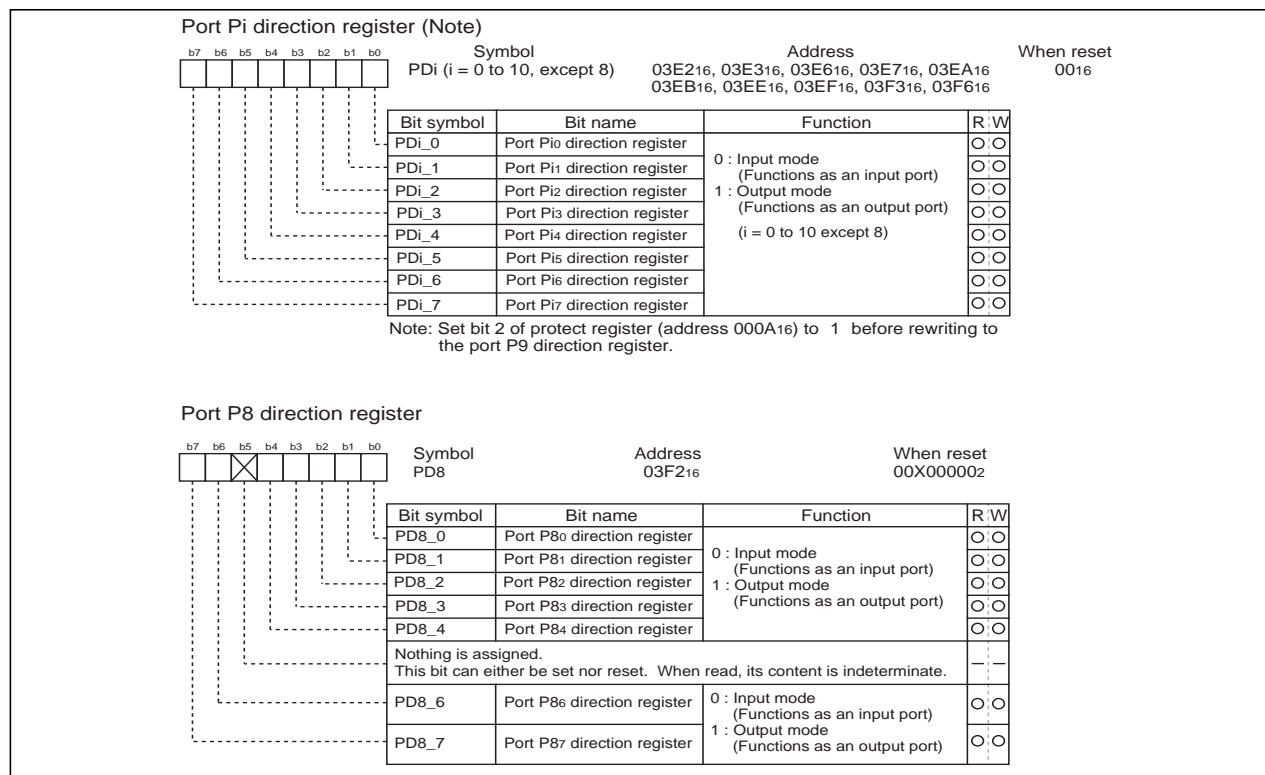 Port Pi direction register (Note)
b7 b6 b5 b4 b3 b2 b1 b0
Symbol Address When reset
PDi (i = 0 to 10, except 8) 03E216, 03E316, 03E616, 03E716, 03EA16 0016
03EB16, 03EE16, 03EF16, 03F316, 03F616
Bit symbol Bit name Function R W
PDi_0 Port Pi0 direction register
PDi_1 Port Pi1 direction register
PDi_2 Port Pi2 direction register
PDi_3 Port Pi3 direction register
PDi_4 Port Pi4 direction register
PDi_5 Port Pi5 direction register
PDi_6 Port Pi6 direction register
PDi_7 Port Pi7 direction register
0 : Input mode
(Functions as an input port)
1 : Output mode
(Functions as an output port)
(i = 0 to 10 except 8)
Note: Set bit 2 of protect register (address 000A16) to 1 before rewriting to
the port P9 direction register.
Port P8 direction register
b7 b6 b5 b4 b3 b2 b1 b0
Symbol Address When reset
PD8 03F216 00X000002
Bit symbol Bit name Function R W
PD8_0 Port P80 direction register
PD8_1 Port P81 direction register
PD8_2 Port P82 direction register
PD8_3 Port P83 direction register
PD8_4 Port P84 direction register
0 : Input mode
(Functions as an input port)
1 : Output mode
(Functions as an output port)
Nothing is assigned.
This bit can either be set nor reset. When read, its content is indeterminate.
PD8_6 Port P86 direction register
PD8_7 Port P87 direction register
0 : Input mode
(Functions as an input port)
1 : Output mode
(Functions as an output port)